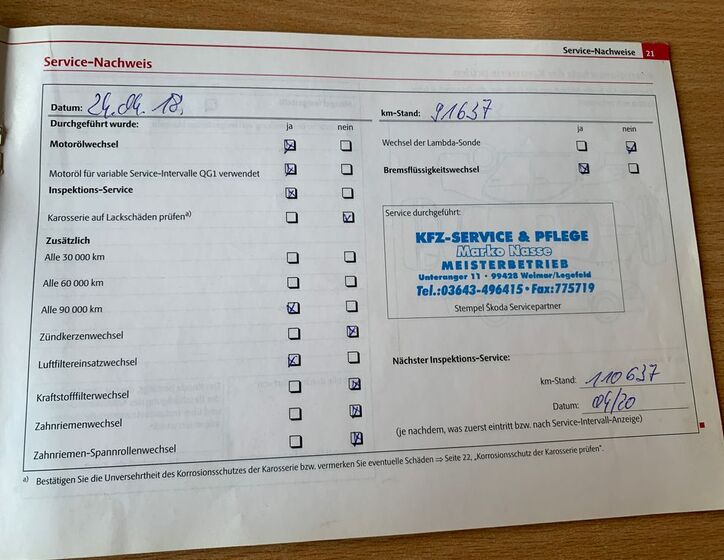 Service-Nachweise 21
Service-Nachweis
Datum: 24.04.18.
km-Stand: 91637
Durchgeführt wurde: ja nein
ja nein
Motorölwechsel
Wechsel der Lambda-Sonde
Motoröl für variable Service-Intervalle QG1 verwendet
Bremsflüssigkeitswechsel
Inspektions-Service
Karosserie auf Lackschäden prüfen a)
Service durchgeführt:
KFZ-SERVICE & PFLEGE
Marko Nasse
MEISTERBETRIEB
Unteranger 11 · 99428 Weimar/Legefeld
Tel.:03643-496415 · Fax:775719
Stempel Škoda Servicepartner
Zusätzlich
Alle 30 000 km
Alle 60 000 km
Alle 90 000 km
Zündkerzenwechsel
Luftfiltereinsatzwechsel
Kraftstofffilterwechsel
Zahnriemenwechsel
Zahnriemen-Spannrollenwechsel
Nächster Inspektions-Service:
km-Stand: 110637
Datum: 04/20
(je nachdem, was zuerst eintritt bzw. nach Service-Intervall-Anzeige)
a) Bestätigen Sie die Unversehrtheit des Korrosionsschutzes der Karosserie bzw. vermerken Sie eventuelle Schäden ⇒ Seite 22, „Korrosionsschutz der Karosserie prüfen“.